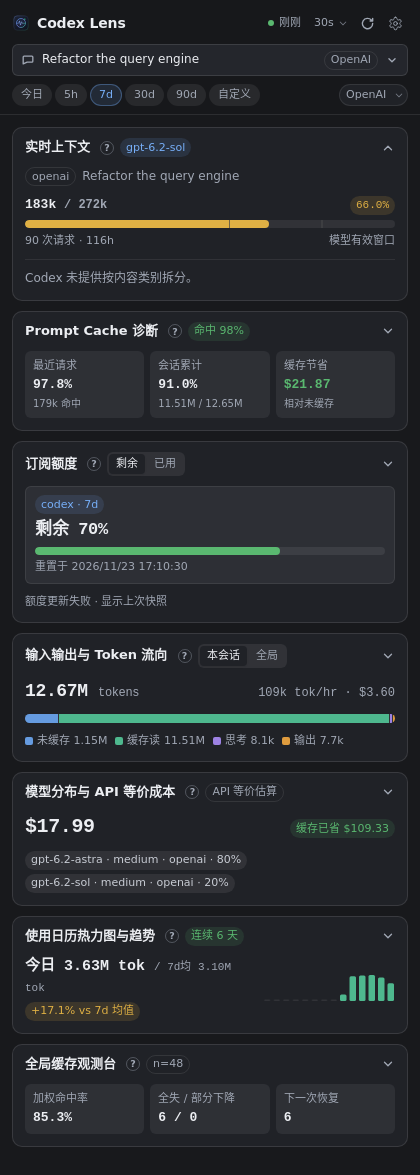 Codex Lens
刚刚
30s
Refactor the query engine
OpenAI
今日
5h
7d
30d
90d
自定义
OpenAI
实时上下文
?
gpt-6.2-sol
openai
Refactor the query engine
183k / 272k
66.0%
90 次请求 · 116h
模型有效窗口
Codex 未提供按内容类别拆分。
Prompt Cache 诊断
?
命中 98%
最近请求
97.8%
179k 命中
会话累计
91.0%
11.51M / 12.65M
缓存节省
$21.87
相对未缓存
订阅额度
?
剩余
已用
codex · 7d
剩余 70%
重置于 2026/11/23 17:10:30
额度更新失败 · 显示上次快照
输入输出与 Token 流向
?
本会话
全局
12.67M tokens
109k tok/hr · $3.60
未缓存 1.15M
缓存读 11.51M
思考 8.1k
输出 7.7k
模型分布与 API 等价成本
?
API 等价估算
$17.99
缓存已省 $109.33
gpt-6.2-astra · medium · openai · 80%
gpt-6.2-sol · medium · openai · 20%
使用日历热力图与趋势
?
连续 6 天
今日 3.63M tok / 7d均 3.10M
tok
+17.1% vs 7d 均值
全局缓存观测台
?
n=48
加权命中率
85.3%
全失 / 部分下降
6 / 0
下一次恢复
6